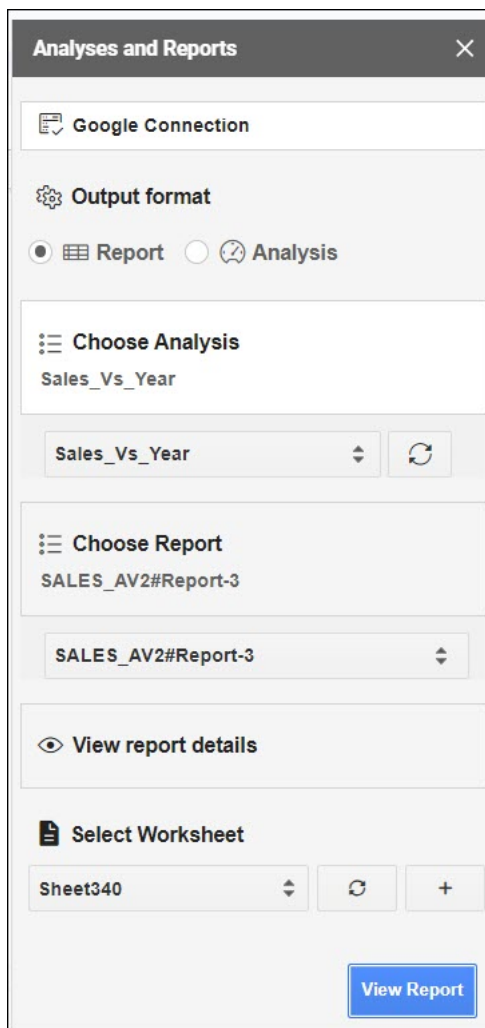 Analyses and Reports
Google Connection
Output format
Report Analysis
Choose Analysis
Sales_Vs_Year
Sales_Vs_Year
Choose Report
SALES_AV2#Report-3
SALES_AV2#Report-3
View report details
Select Worksheet
Sheet340 +
View Report